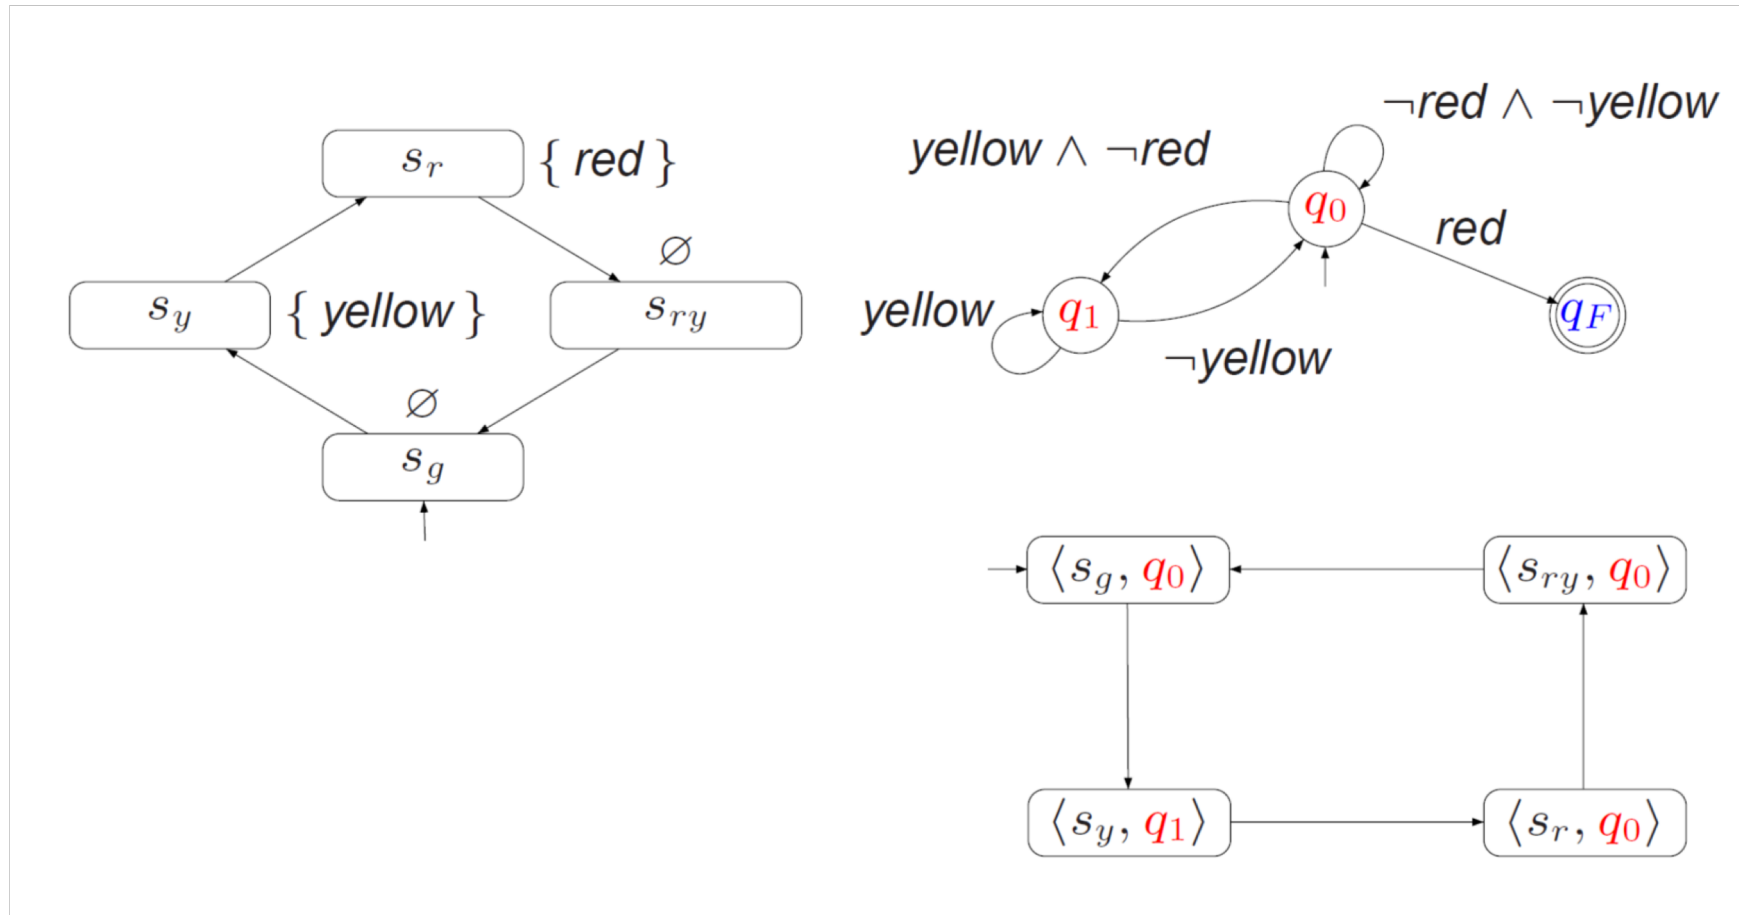 s_r { red }
∅
s_y { yellow } s_ry
∅
s_g
¬red ∧ ¬yellow
yellow ∧ ¬red
q_0
red
yellow q_1 q_F
¬yellow
⟨s_g, q_0⟩ ⟨s_ry, q_0⟩
⟨s_y, q_1⟩ ⟨s_r, q_0⟩